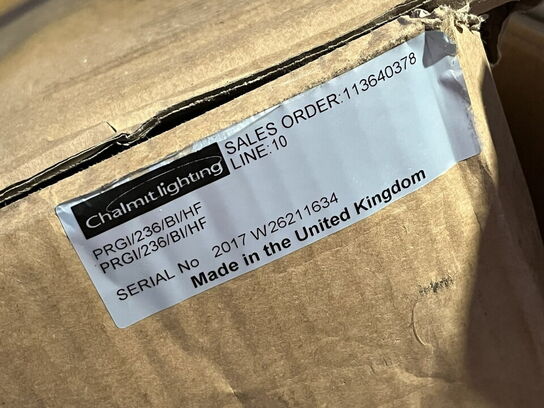 Chalmit lighting
SALES ORDER:113640378
LINE:10
PRGI/236/BI/HF
PRGI/236/BI/HF
SERIAL No 2017 W26211634
Made in the United Kingdom